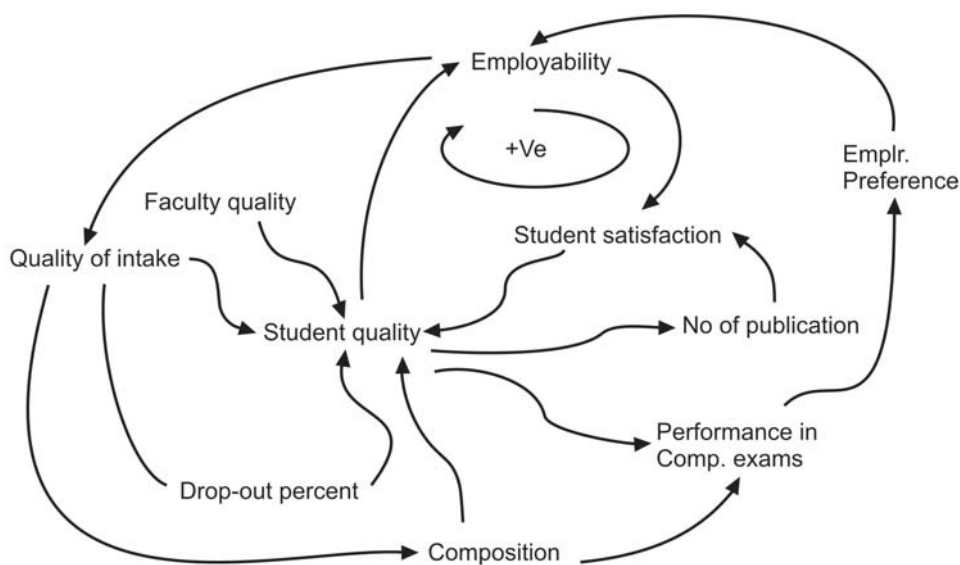 Employability
+Ve
Emplr.
Preference
Faculty quality
Student satisfaction
Quality of intake
Student quality
No of publication
Performance in
Comp. exams
Drop-out percent
Composition